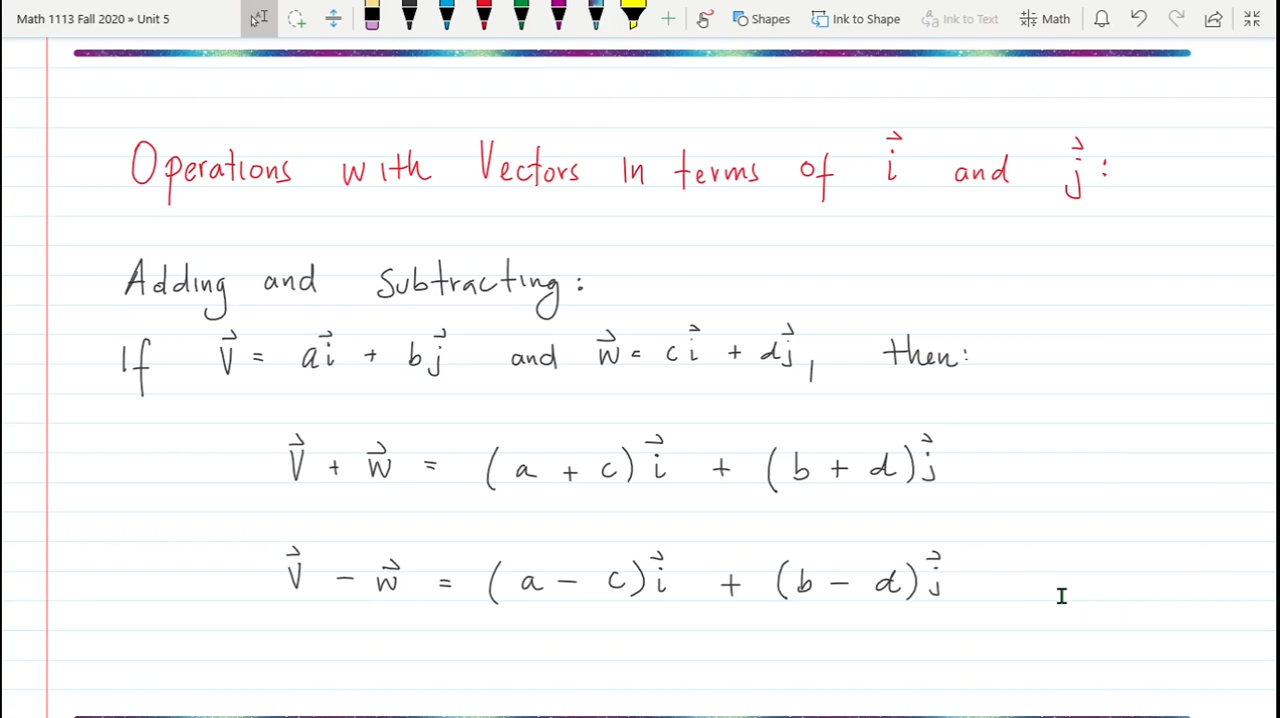 Math 1113 Fall 2020 » Unit 5 Shapes Ink to Shape Ink to Text Math
Operations with Vectors in terms of i⃗ and j⃗:
Adding and Subtracting:
If v⃗ = ai⃗ + bj⃗ and w⃗ = ci⃗ + dj⃗, then:
v⃗ + w⃗ = (a + c)i⃗ + (b + d)j⃗
v⃗ - w⃗ = (a - c)i⃗ + (b - d)j⃗